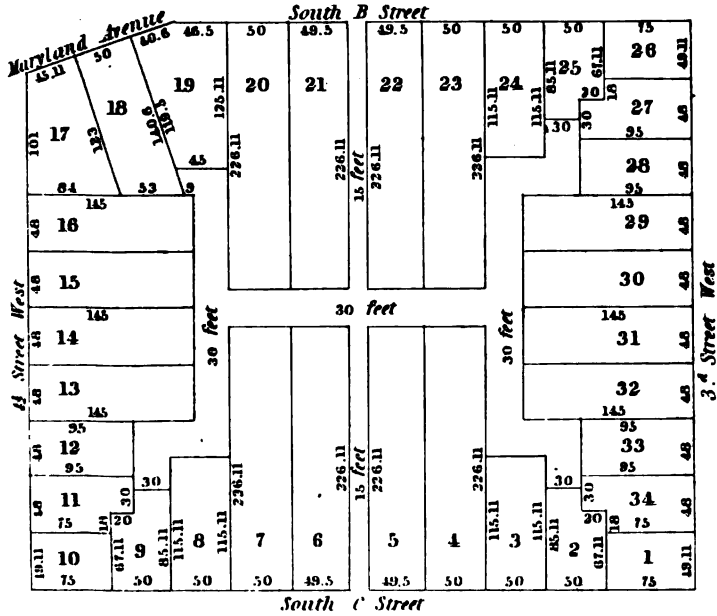 South B Street
Maryland Avenue
45.11 50 40.6 46.5 50 49.5 49.5 50 50 50 75
17 18 19 20 21 22 23 24 25 26
101 123 140.6 119.5 125.11 226.11 226.11 226.11 226.11 115.11 115.11 85.11 67.11 49.11
20 18
27 48
30 30 95
45
15 feet
28 48
84 53 9 95
145 145
48 16 29 48
48 15 30 48
4th Street West
3.d Street West
30 feet
145 145
48 14 30 feet 30 feet 31 48
48 13 32 48
145 145
95 95
48 12 33 48
95 95
30 30
15 feet
226.11 226.11 226.11 226.11
48 11 30 30 34 48
75 18 20 20 18 75
115.11 115.11 115.11 115.11
85.11 85.11
67.11 67.11
49.11 10 9 8 7 6 5 4 3 2 1 49.11
75 50 50 50 49.5 49.5 50 50 50 75
South C Street